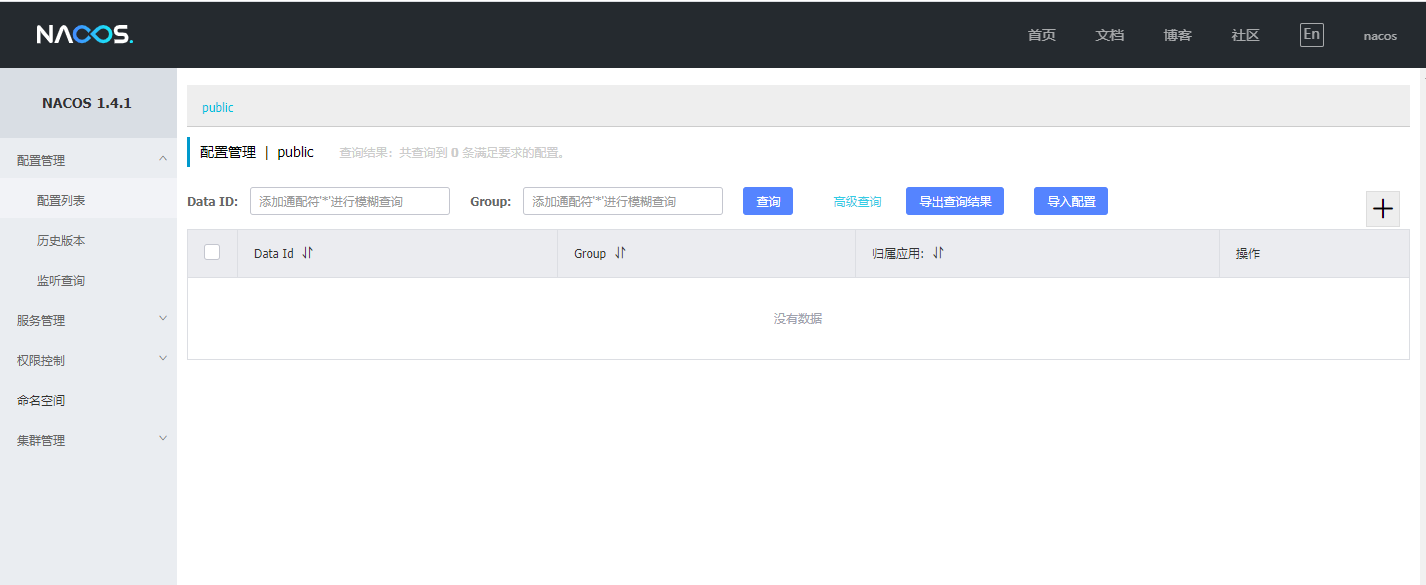 NACOS.
首页 文档 博客 社区 En nacos
NACOS 1.4.1
public
配置管理
配置列表
历史版本
监听查询
服务管理
权限控制
命名空间
集群管理
配置管理 | public 查询结果：共查询到 0 条满足要求的配置。
Data ID: 添加通配符'*'进行模糊查询 Group: 添加通配符'*'进行模糊查询 查询 高级查询 导出查询结果 导入配置
Data Id Group 归属应用: 操作
没有数据